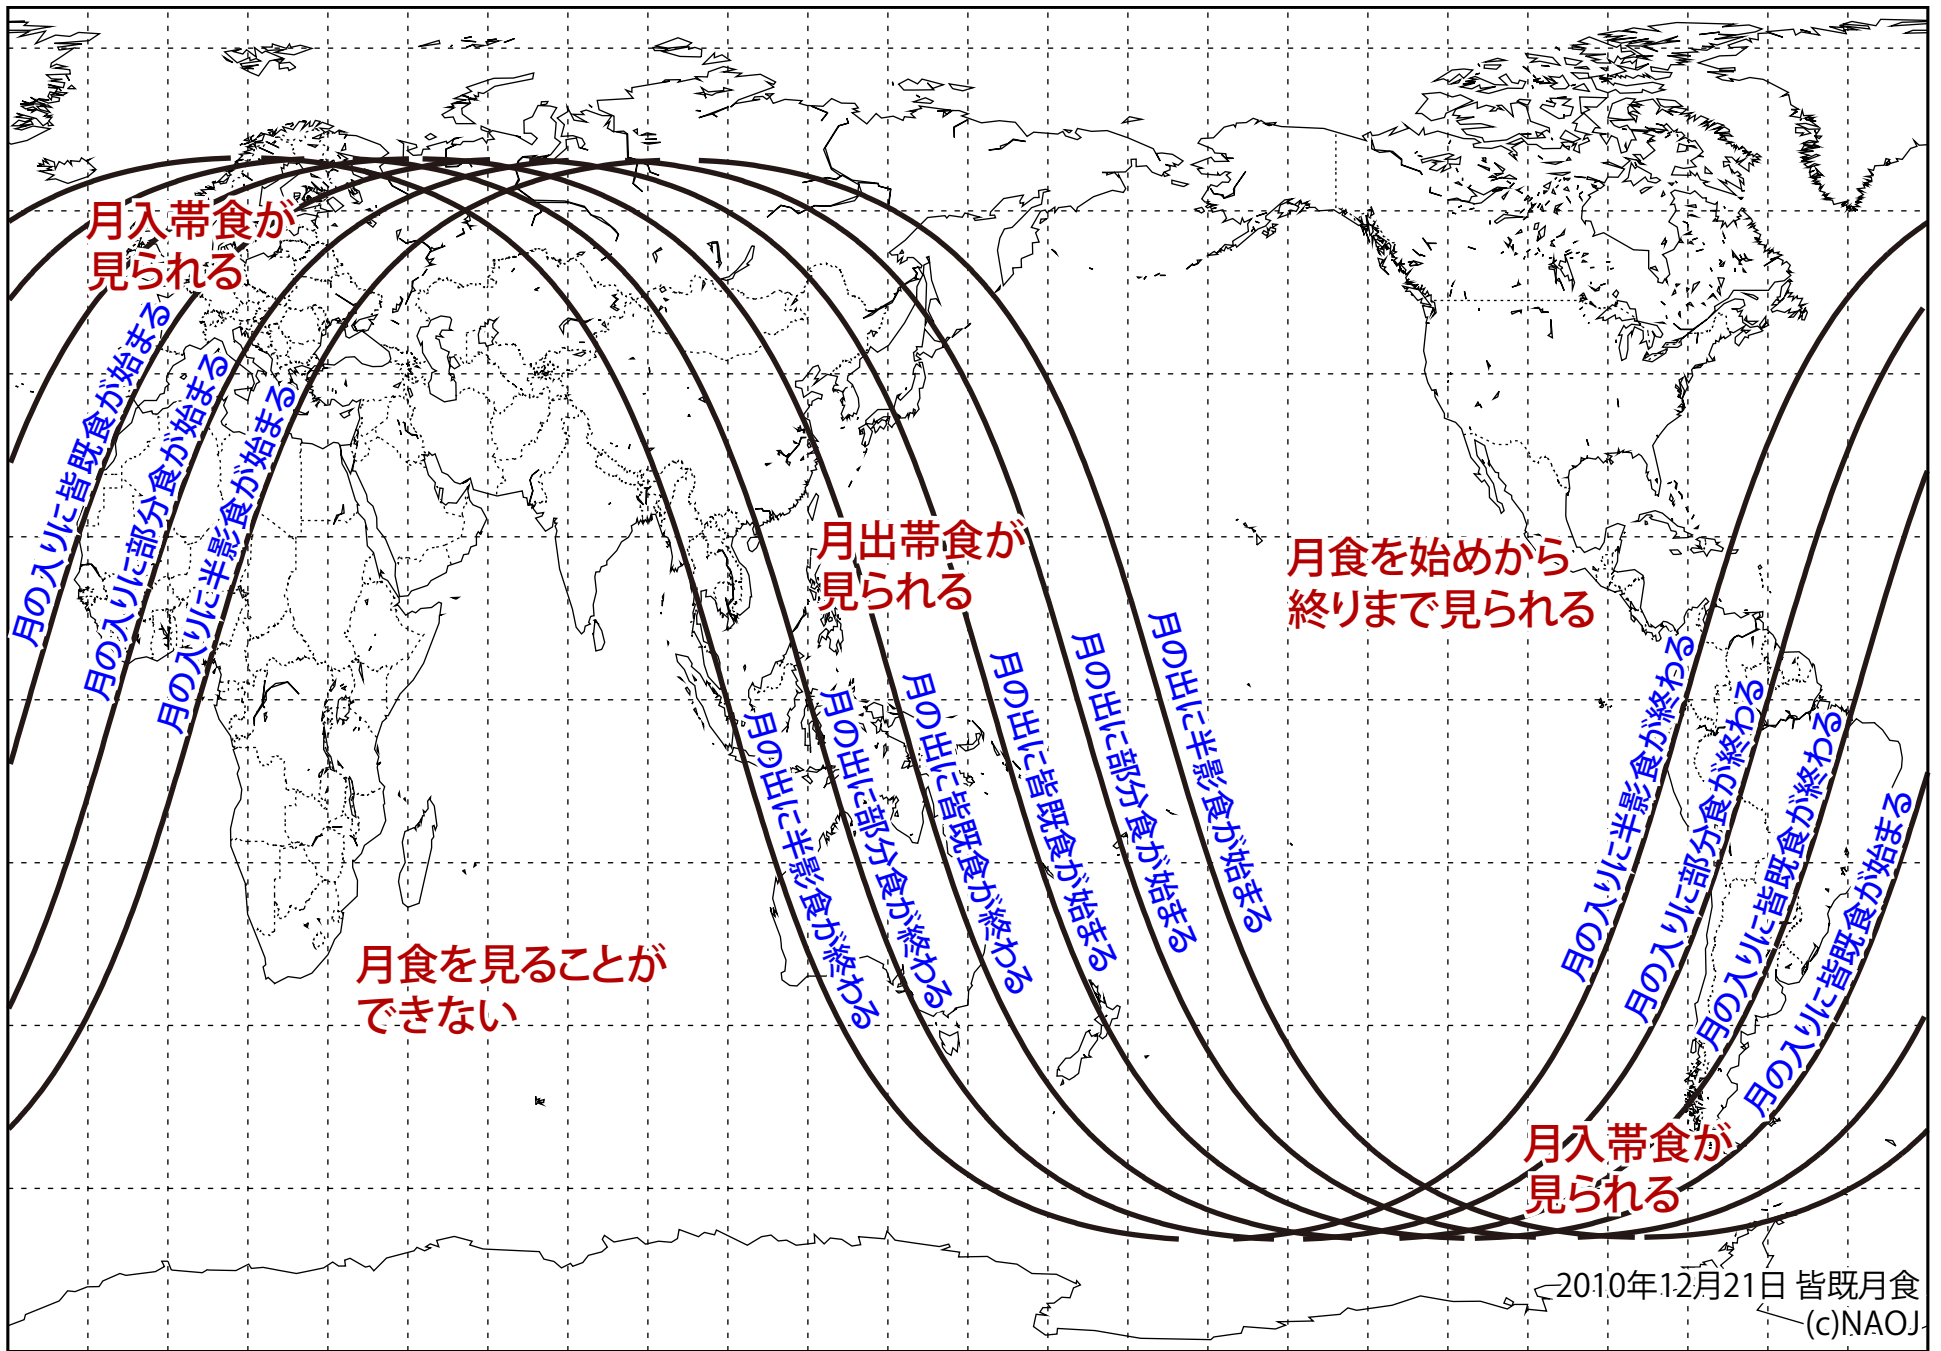 月入帯食が
見られる
月の入りに皆既食が始まる
月の入りに部分食が始まる
月の入りに半影食が始まる
月出帯食が
見られる
月食を始めから
終りまで見られる
月の出に半影食が終わる
月の出に部分食が終わる
月の出に皆既食が終わる
月の出に皆既食が始まる
月の出に部分食が始まる
月の出に半影食が始まる
月の入りに半影食が終わる
月の入りに部分食が終わる
月の入りに皆既食が終わる
月の入りに皆既食が始まる
月食を見ることが
できない
月入帯食が
見られる
2010年12月21日 皆既月食
(c)NAOJ